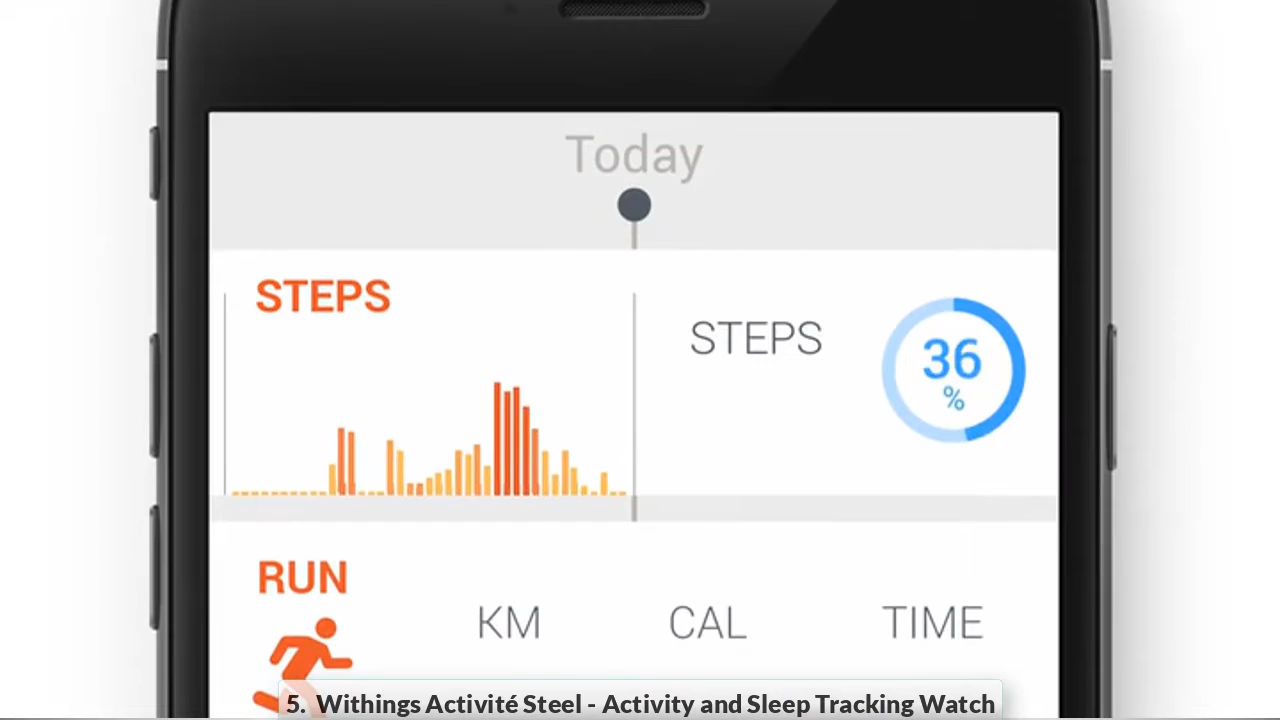 Today
STEPS
STEPS
36
%
RUN
KM CAL TIME
5. Withings Activité Steel - Activity and Sleep Tracking Watch